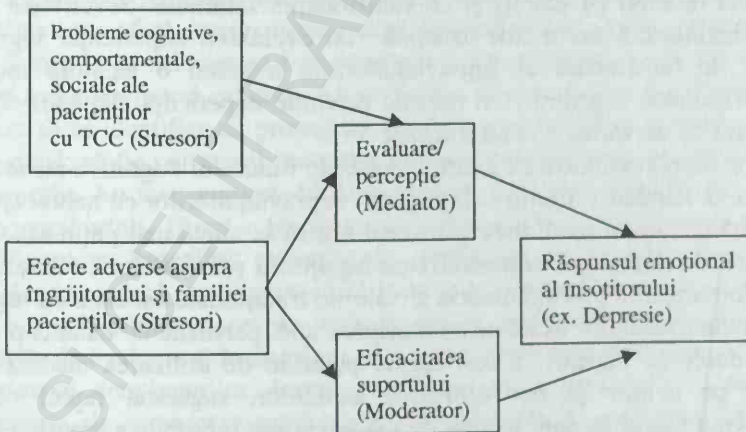 Probleme cognitive,
comportamentale,
sociale ale
pacienților
cu TCC (Stresori)
Evaluare/
percepție
(Mediator)
Efecte adverse asupra
îngrijitorului și familiei
pacienților (Stresori)
Răspunsul emoțional
al însoțitorului
(ex. Depresie)
Eficacitatea
suportului
(Moderator)